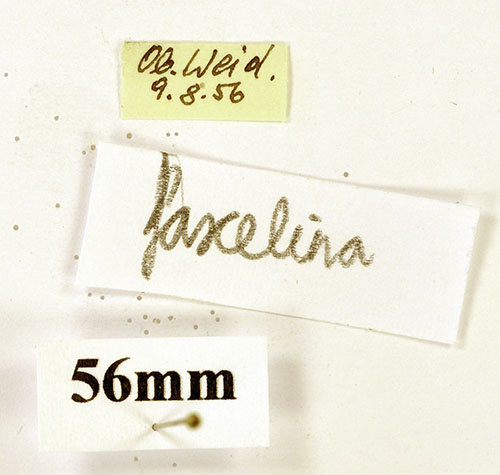 Ob. Weid.
9.8.56
fascelina
56mm